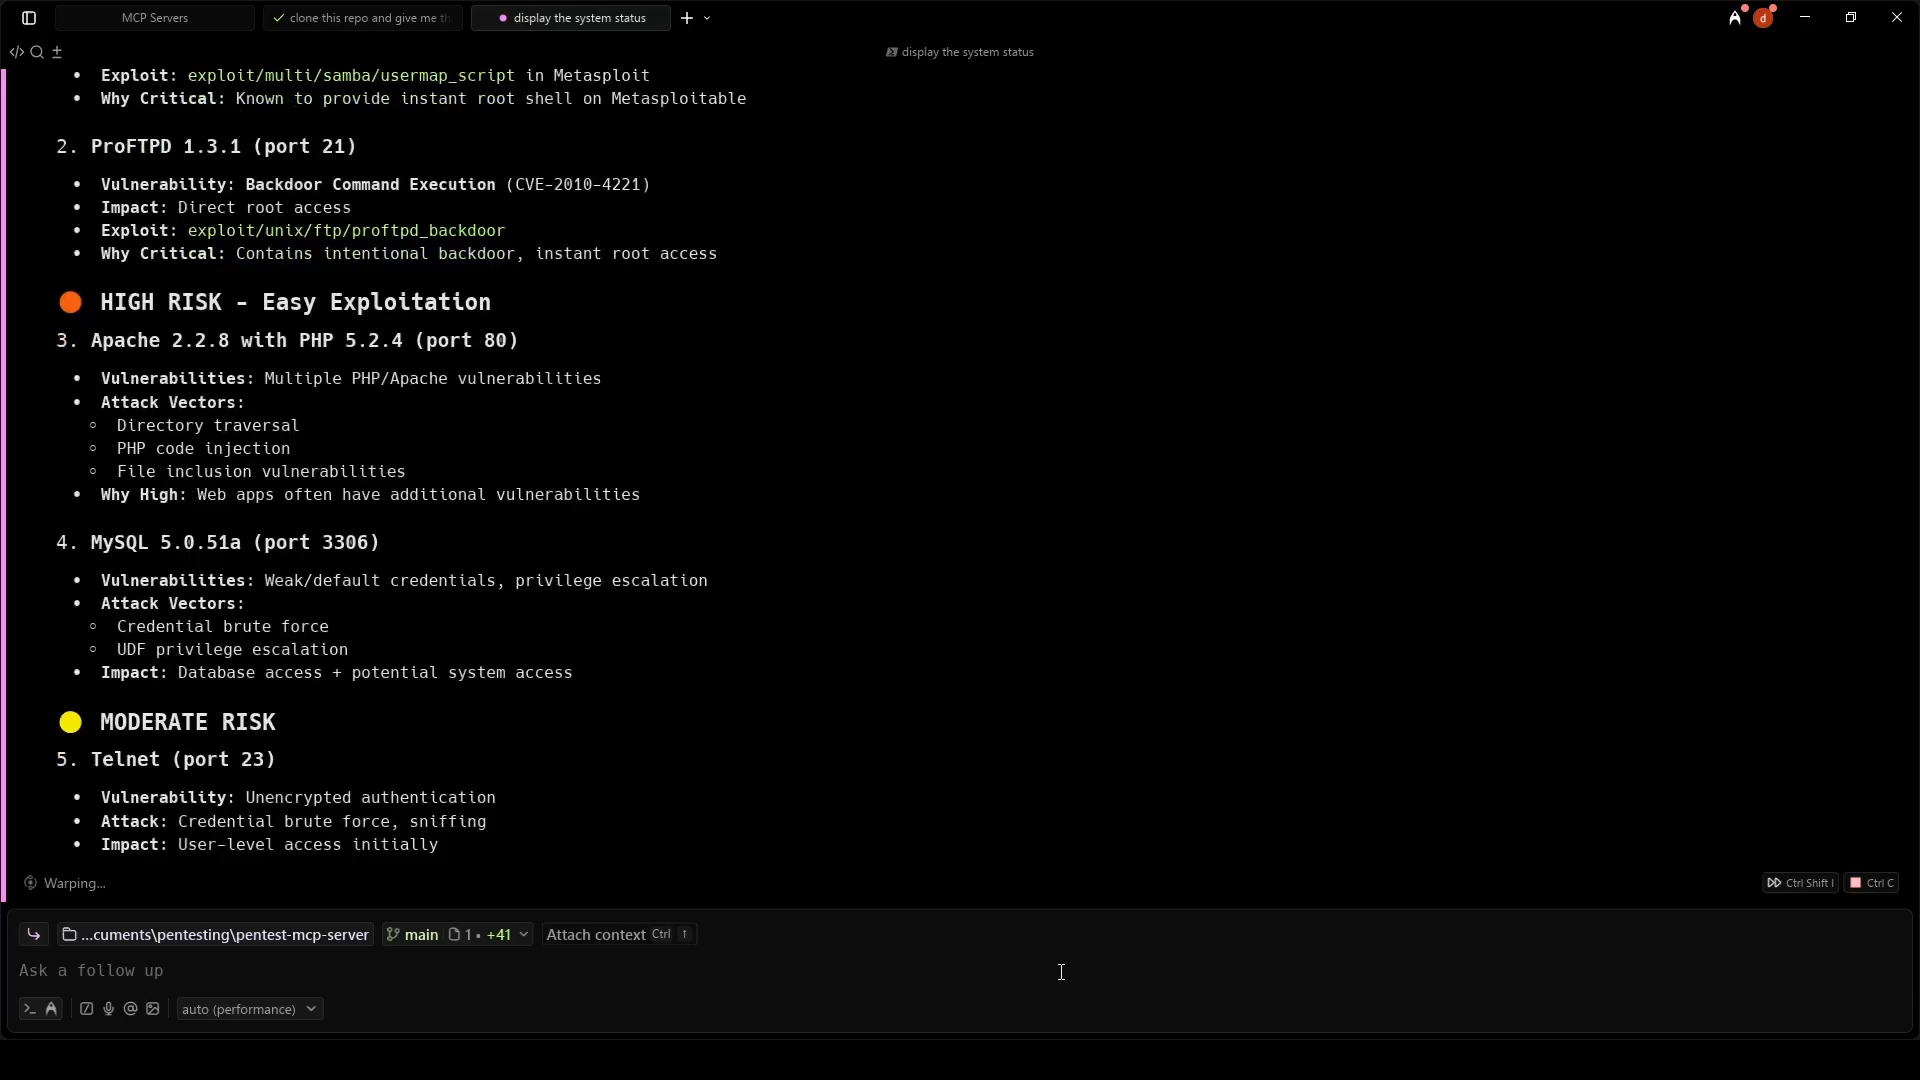 MCP Servers
clone this repo and give me th
display the system status
display the system status
• Exploit: exploit/multi/samba/usermap_script in Metasploit
• Why Critical: Known to provide instant root shell on Metasploitable
2. ProFTPD 1.3.1 (port 21)
• Vulnerability: Backdoor Command Execution (CVE-2010-4221)
• Impact: Direct root access
• Exploit: exploit/unix/ftp/proftpd_backdoor
• Why Critical: Contains intentional backdoor, instant root access
HIGH RISK - Easy Exploitation
3. Apache 2.2.8 with PHP 5.2.4 (port 80)
• Vulnerabilities: Multiple PHP/Apache vulnerabilities
• Attack Vectors:
○ Directory traversal
○ PHP code injection
○ File inclusion vulnerabilities
• Why High: Web apps often have additional vulnerabilities
4. MySQL 5.0.51a (port 3306)
• Vulnerabilities: Weak/default credentials, privilege escalation
• Attack Vectors:
○ Credential brute force
○ UDF privilege escalation
• Impact: Database access + potential system access
MODERATE RISK
5. Telnet (port 23)
• Vulnerability: Unencrypted authentication
• Attack: Credential brute force, sniffing
• Impact: User-level access initially
Warping... Ctrl Shift I Ctrl C
...cuments\pentesting\pentest-mcp-server main 1 • +41 Attach context Ctrl ↑
Ask a follow up
auto (performance)
d